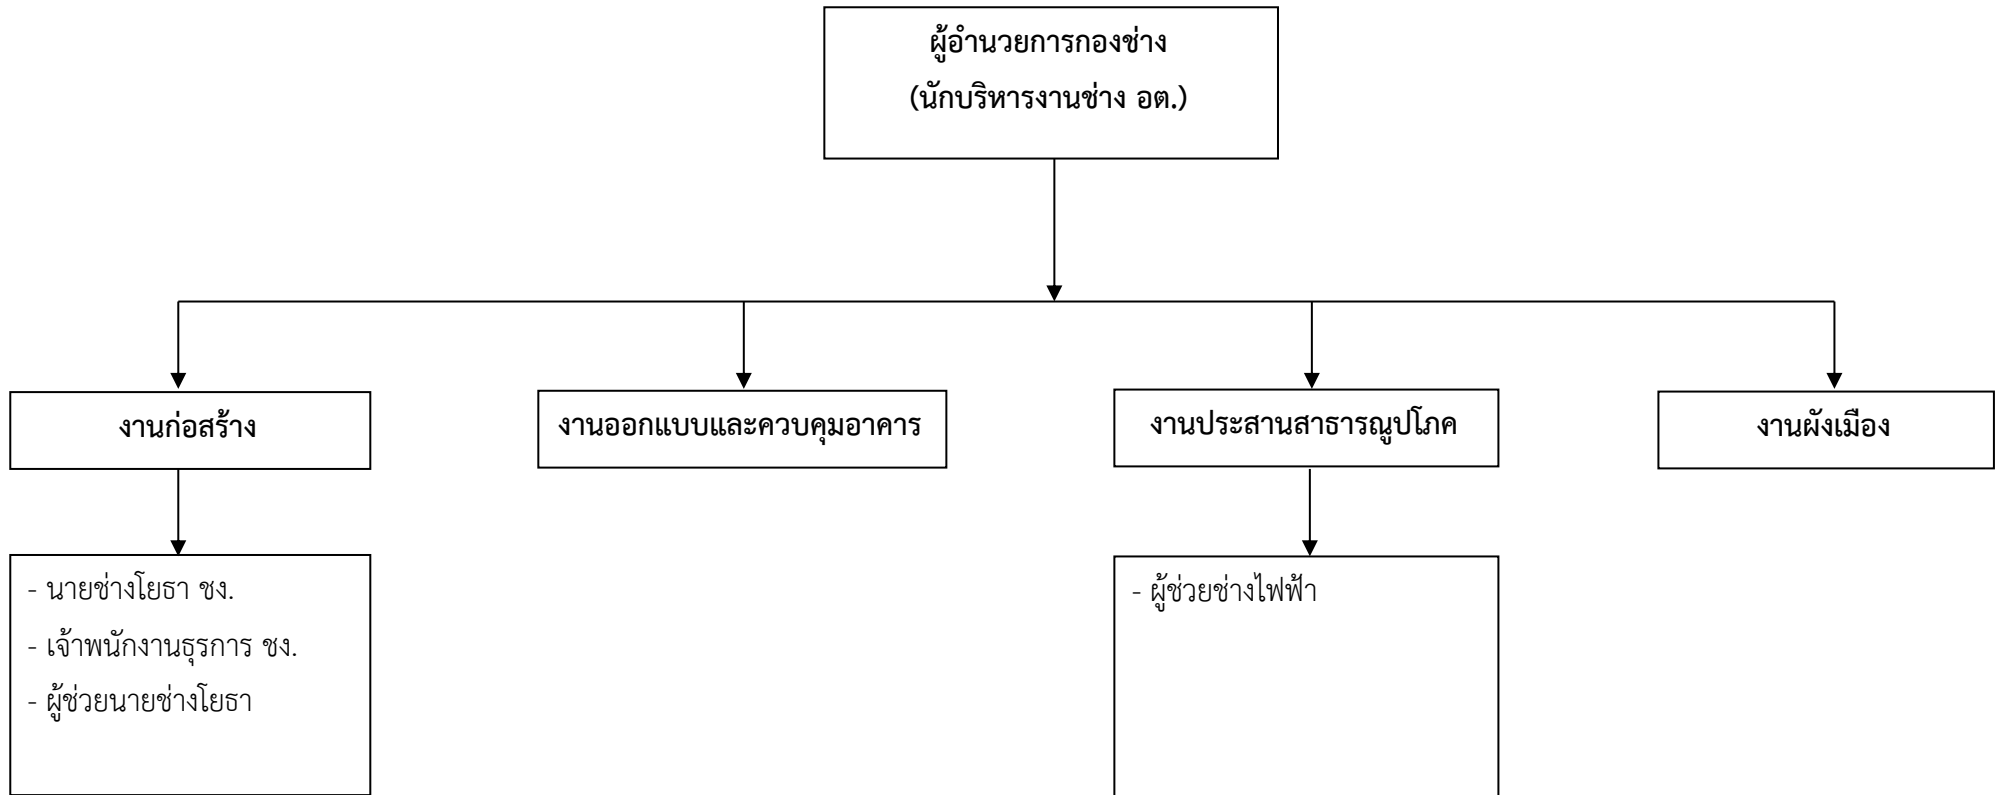 ผู้อำนวยการกองช่าง
(นักบริหารงานช่าง อต.)
งานก่อสร้าง
งานออกแบบและควบคุมอาคาร
งานประสานสาธารณูปโภค
งานผังเมือง
- นายช่างโยธา ชง.
- เจ้าพนักงานธุรการ ชง.
- ผู้ช่วยนายช่างโยธา
- ผู้ช่วยช่างไฟฟ้า